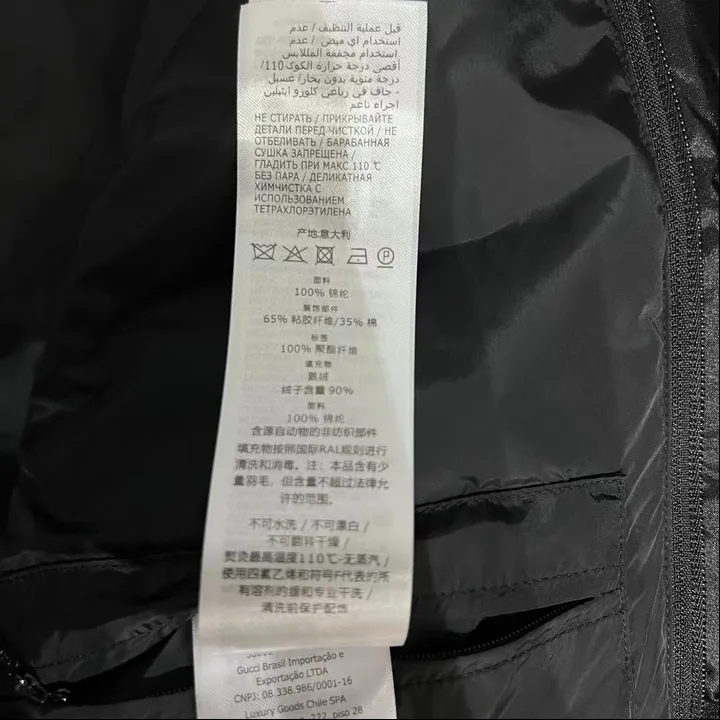 قبل عملية التنظيف / عدم
استخدام اي مبيض / عدم
استخدام مجففة الملابس
/أقصى درجة حرارة الكوك110
درجة مئوية بدون بخار/ غسيل
- جاف في رباعي كلورو ايثيلين
اجراء ناعم
НЕ СТИРАТЬ / ПРИКРЫВАЙТЕ
ДЕТАЛИ ПЕРЕД ЧИСТКОЙ / НЕ
ОТБЕЛИВАТЬ / БАРАБАННАЯ
СУШКА ЗАПРЕЩЕНА /
ГЛАДИТЬ ПРИ МАКС.110 ℃
БЕЗ ПАРА / ДЕЛИКАТНАЯ
ХИМЧИСТКА С
ИСПОЛЬЗОВАНИЕМ
ТЕТРАХЛОРЭТИЛЕНА
产地:意大利
P
面料
100% 锦纶
装饰部件
65% 粘胶纤维/35% 棉
标签
100% 聚酯纤维
填充物
鹅绒
绒子含量 90%
面料
100% 锦纶
含源自动物的非纺织部件
填充物按照国际RAL规则进行
清洗和消毒。注：本品含有少
量羽毛，但含量不超过法律允
许的范围。
不可水洗 / 不可漂白 /
不可翻转干燥 /
熨烫最高温度110℃-无蒸汽 /
使用四氯乙烯和符号F代表的所
有溶剂的缓和专业干洗 /
清洗前保护配饰
Gucci Brasil Importação e
Exportação LTDA
CNPJ: 08.338.986/0001-16
Luxury Goods Chile SPA
222, piso 28